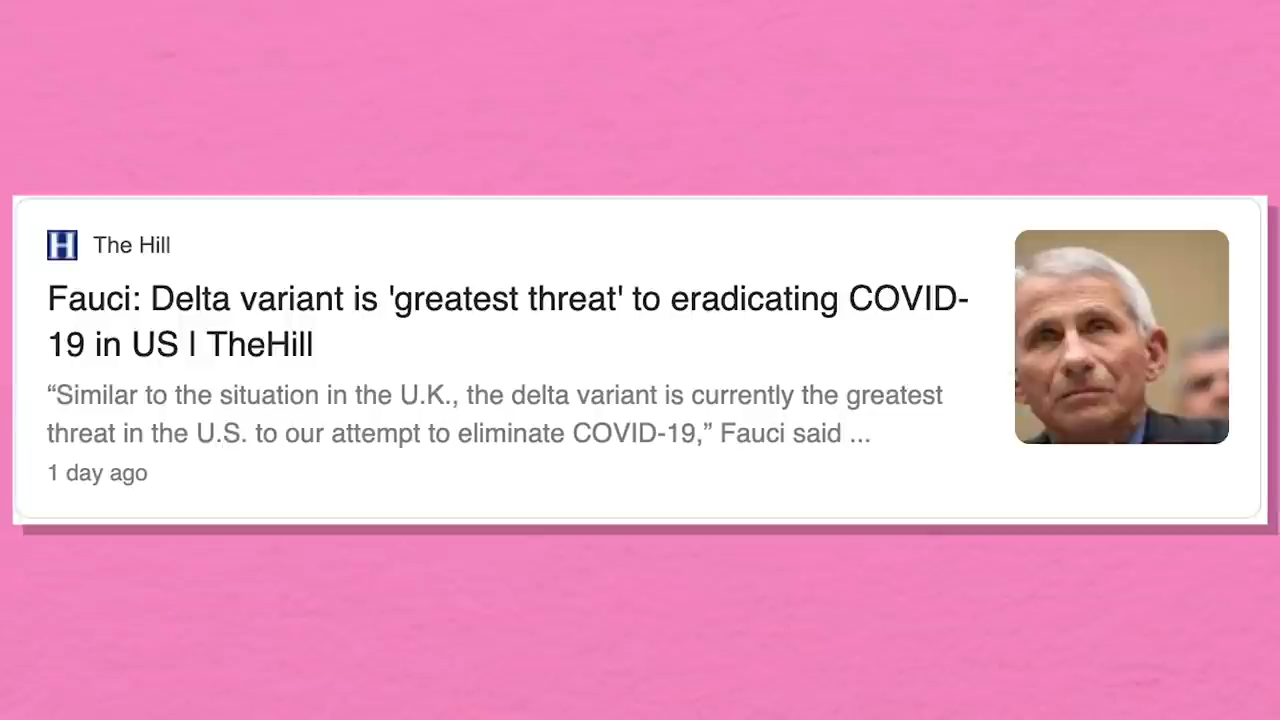 H The Hill
Fauci: Delta variant is 'greatest threat' to eradicating COVID-
19 in US | TheHill
“Similar to the situation in the U.K., the delta variant is currently the greatest
threat in the U.S. to our attempt to eliminate COVID-19,” Fauci said ...
1 day ago